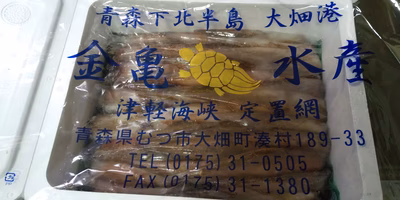 青森下北半島 大畑港
金亀水産
津軽海峡 定置網
青森県むつ市大畑町湊村189-33
TEL(0175)31-0505
FAX(0175)31-1380